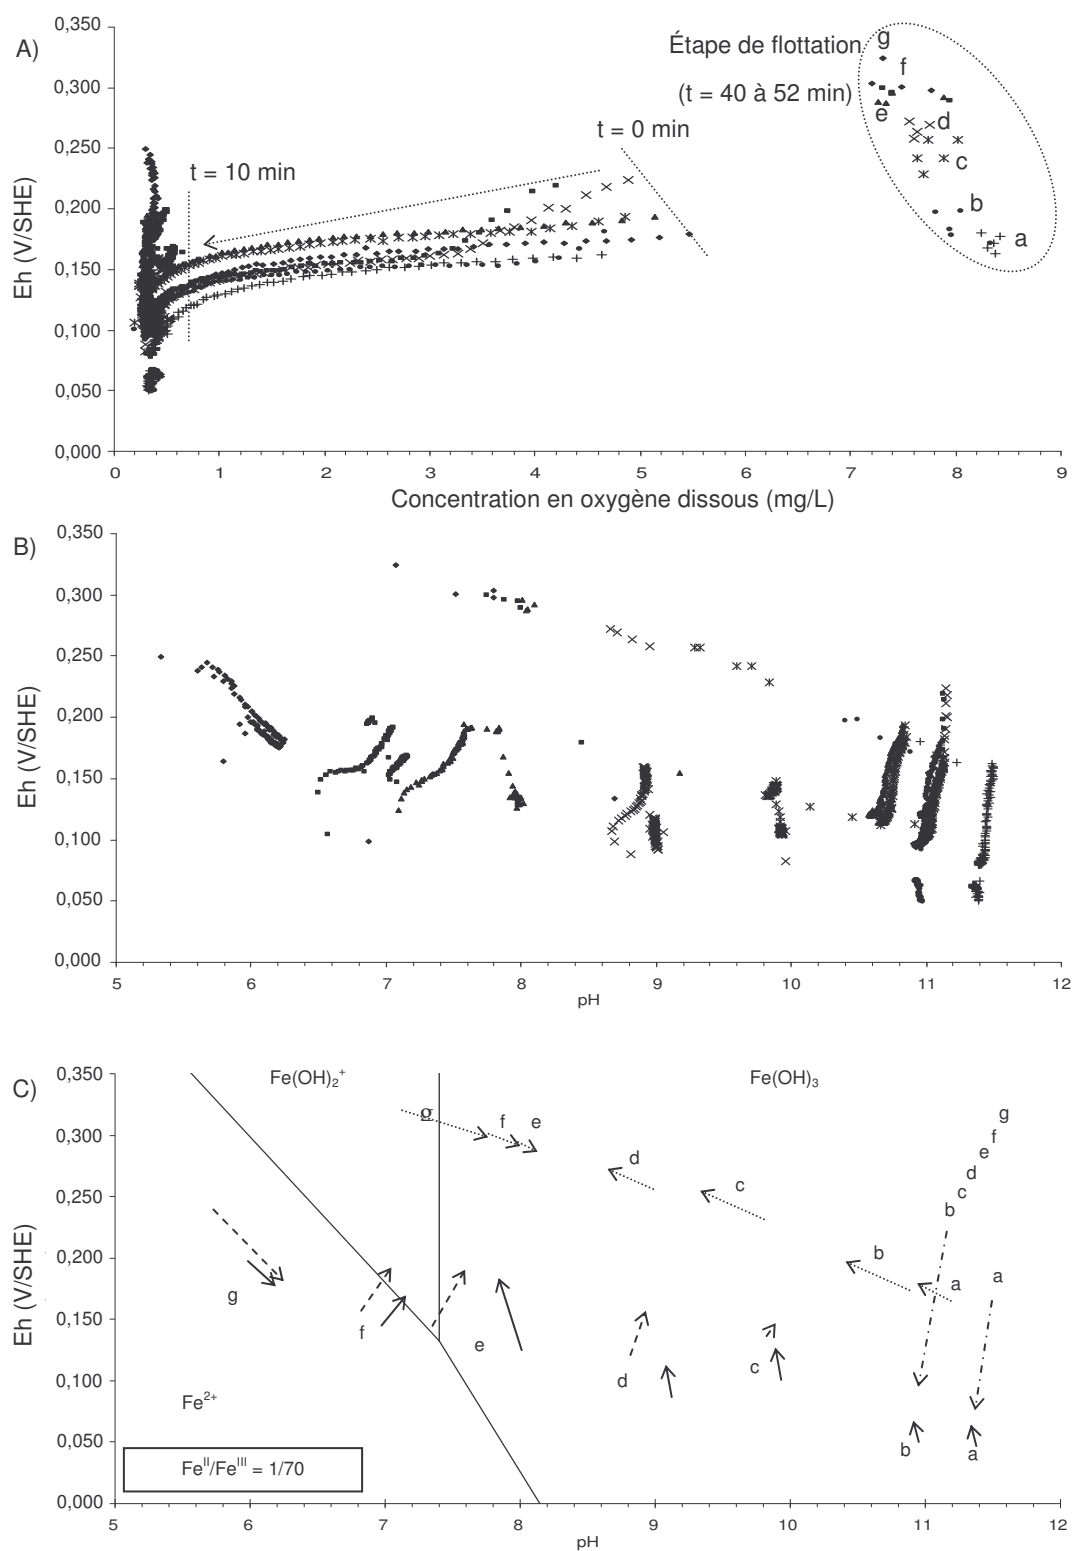 A)
0,350
0,300
0,250
0,200
0,150
0,100
0,050
0,000
Eh (V/SHE)
Étape de flottation
(t = 40 à 52 min)
t = 0 min
t = 10 min
g
f
e
d
c
b
a
0 1 2 3 4 5 6 7 8 9
Concentration en oxygène dissous (mg/L)
B)
0,350
0,300
0,250
0,200
0,150
0,100
0,050
0,000
Eh (V/SHE)
5 6 7 8 9 10 11 12
pH
C)
0,350
0,300
0,250
0,200
0,150
0,100
0,050
0,000
Eh (V/SHE)
Fe(OH)₂⁺
Fe(OH)₃
g f e
d
c
b
a
g
f
e
d
c
b
a
g
f
e
d
c
b
a
Fe²⁺
Feᴵᴵ/Feᴵᴵᴵ = 1/70
5 6 7 8 9 10 11 12
pH